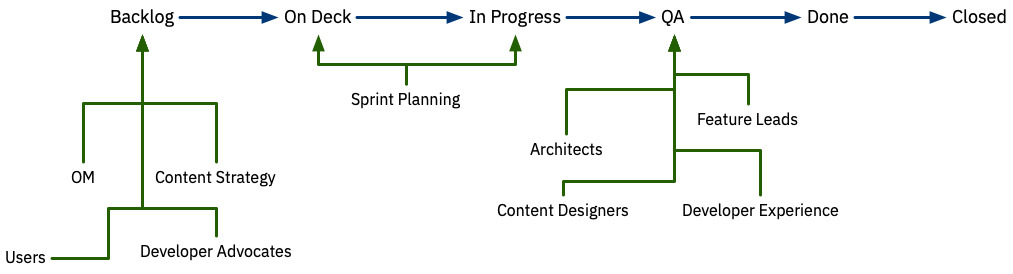 Backlog
On Deck
In Progress
QA
Done
Closed
Sprint Planning
Feature Leads
Architects
OM
Content Strategy
Content Designers
Developer Experience
Users
Developer Advocates